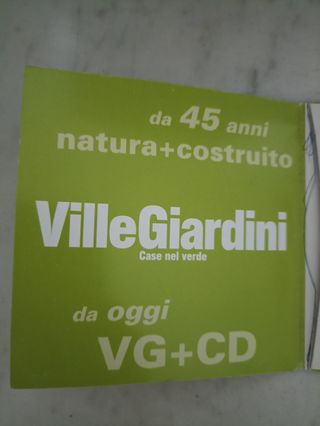 da 45 anni
natura+costruito
VilleGiardini
Case nel verde
da oggi
VG+CD